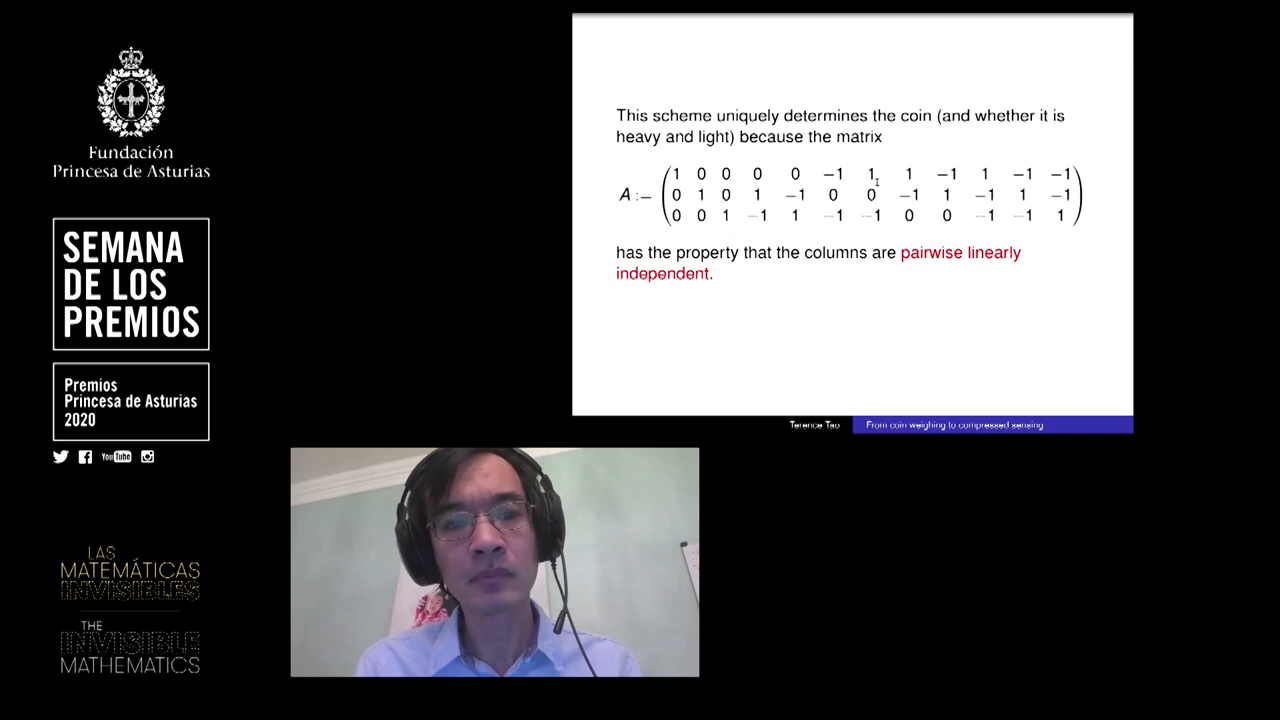 Fundación
Princesa de Asturias
SEMANA
DE LOS
PREMIOS
Premios
Princesa de Asturias
2020
YouTube
LAS
MATEMÁTICAS
INVISIBLES
THE
INVISIBLE
MATHEMATICS
This scheme uniquely determines the coin (and whether it is
heavy and light) because the matrix
1 0 0 0 0 −1 1 1 −1 1 −1 −1
A := 0 1 0 1 −1 0 0 −1 1 −1 1 −1
0 0 1 −1 1 −1 −1 0 0 −1 −1 1
has the property that the columns are pairwise linearly
independent.
Terence Tao From coin weighing to compressed sensing